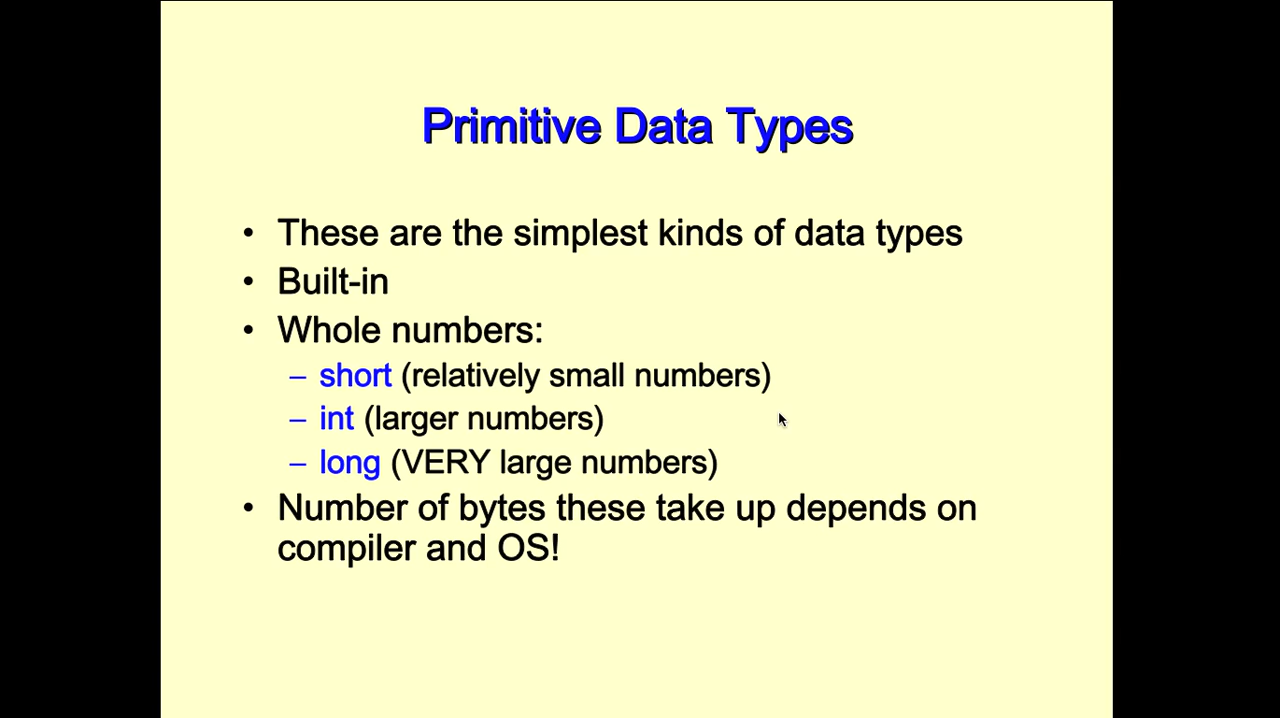 Primitive Data Types
• These are the simplest kinds of data types
• Built-in
• Whole numbers:
– short (relatively small numbers)
– int (larger numbers)
– long (VERY large numbers)
• Number of bytes these take up depends on
compiler and OS!